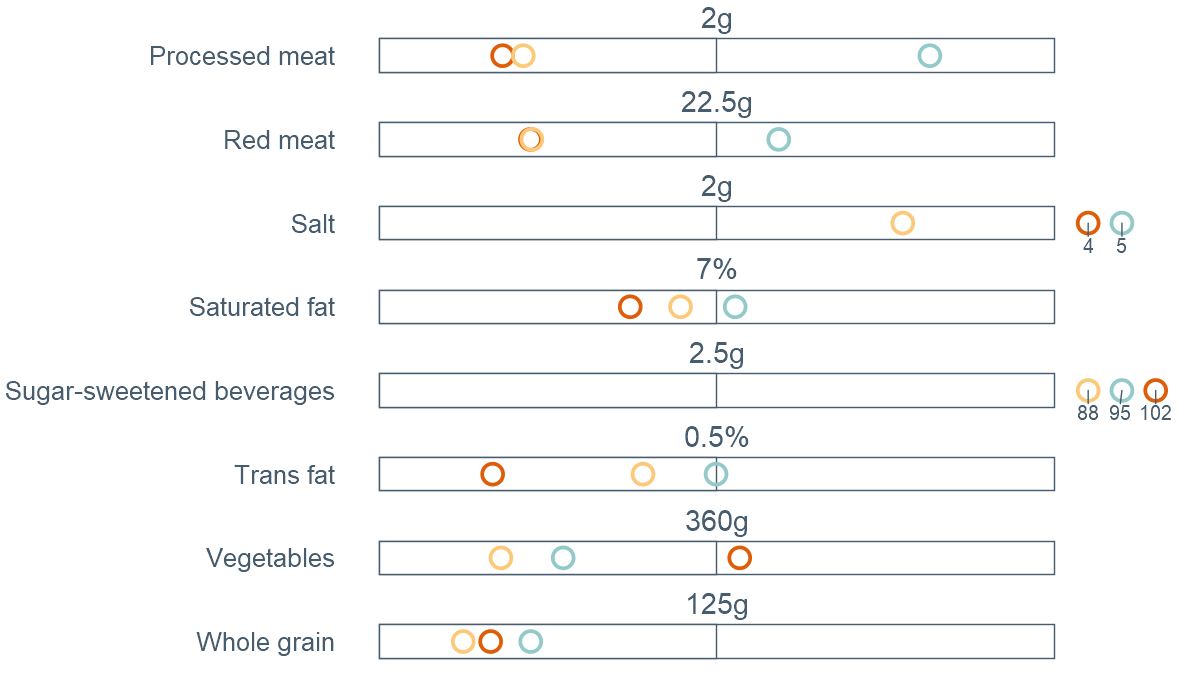 2g
Processed meat
22.5g
Red meat
2g
Salt
4 5
7%
Saturated fat
2.5g
Sugar-sweetened beverages
88 95 102
0.5%
Trans fat
360g
Vegetables
125g
Whole grain